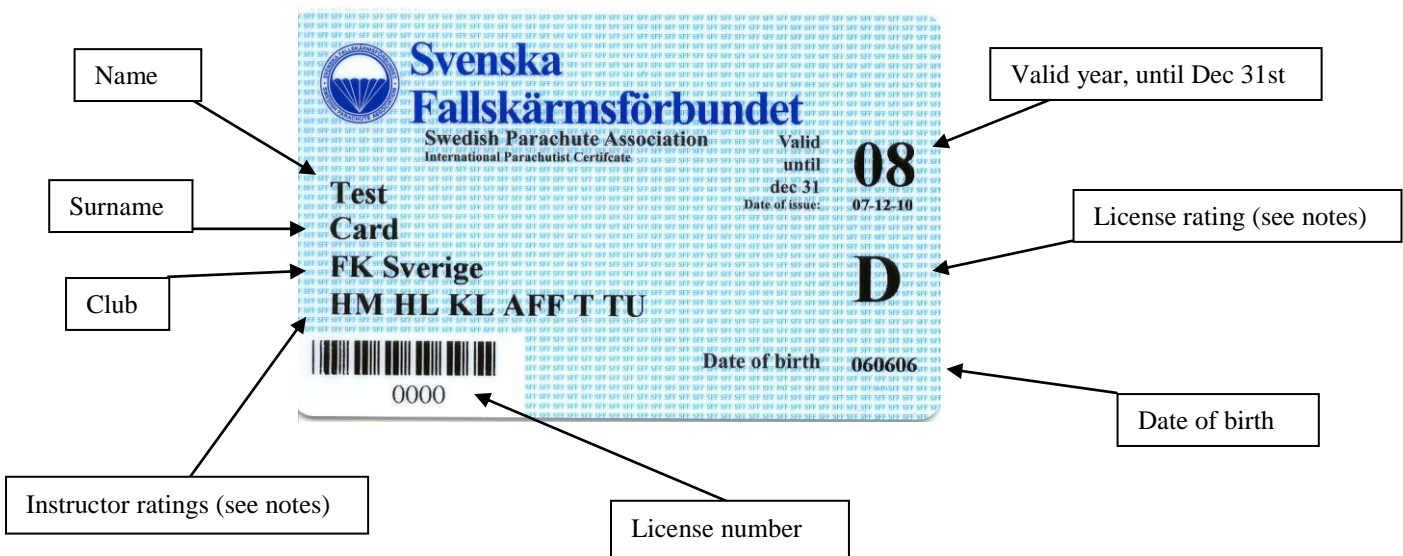 Name
Surname
Club
Instructor ratings (see notes)
License number
Valid year, until Dec 31st
License rating (see notes)
Date of birth
Svenska
Fallskärmsförbundet
Swedish Parachute Association
International Parachutist Certifcate
Valid
until
dec 31
08
Date of issue: 07-12-10
Test
Card
FK Sverige
D
HM HL KL AFF T TU
Date of birth 060606
0000